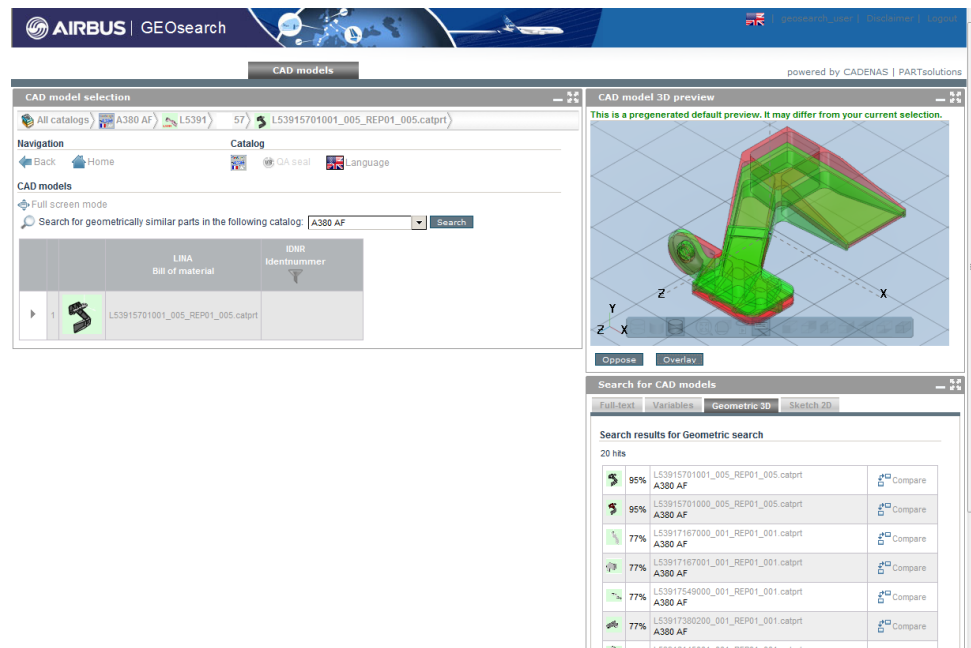 AIRBUS | GEOsearch
| geosearch_user | Disclaimer | Logout
CAD models
powered by CADENAS | PARTsolutions
CAD model selection
All catalogs A380 AF L5391 57 L53915701001_005_REP01_005.catprt
Navigation Catalog
Back Home QA seal Language
CAD models
Full screen mode
Search for geometrically similar parts in the following catalog: A380 AF Search
LINA
Bill of material
IDNR
Identnummer
1 L53915701001_005_REP01_005.catprt
CAD model 3D preview
This is a pregenerated default preview. It may differ from your current selection.
Z X
Y
Z X
Oppose Overlay
Search for CAD models
Full-text Variables Geometric 3D Sketch 2D
Search results for Geometric search
20 hits
95% L53915701001_005_REP01_005.catprt Compare
A380 AF
95% L53915701000_005_REP01_005.catprt Compare
A380 AF
77% L53917167000_001_REP01_001.catprt Compare
A380 AF
77% L53917167001_001_REP01_001.catprt Compare
A380 AF
77% L53917549000_001_REP01_001.catprt Compare
A380 AF
77% L53917380200_001_REP01_001.catprt Compare
A380 AF